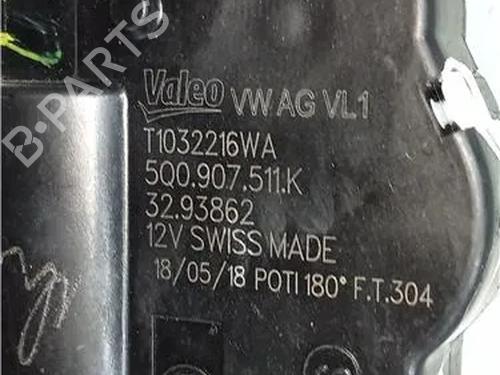 B-PARTS
Valeo VW AG VL1
T1032216WA
5Q0.907.511.K
32.93862
12V SWISS MADE
18/05/18 POTI 180° F.T.304